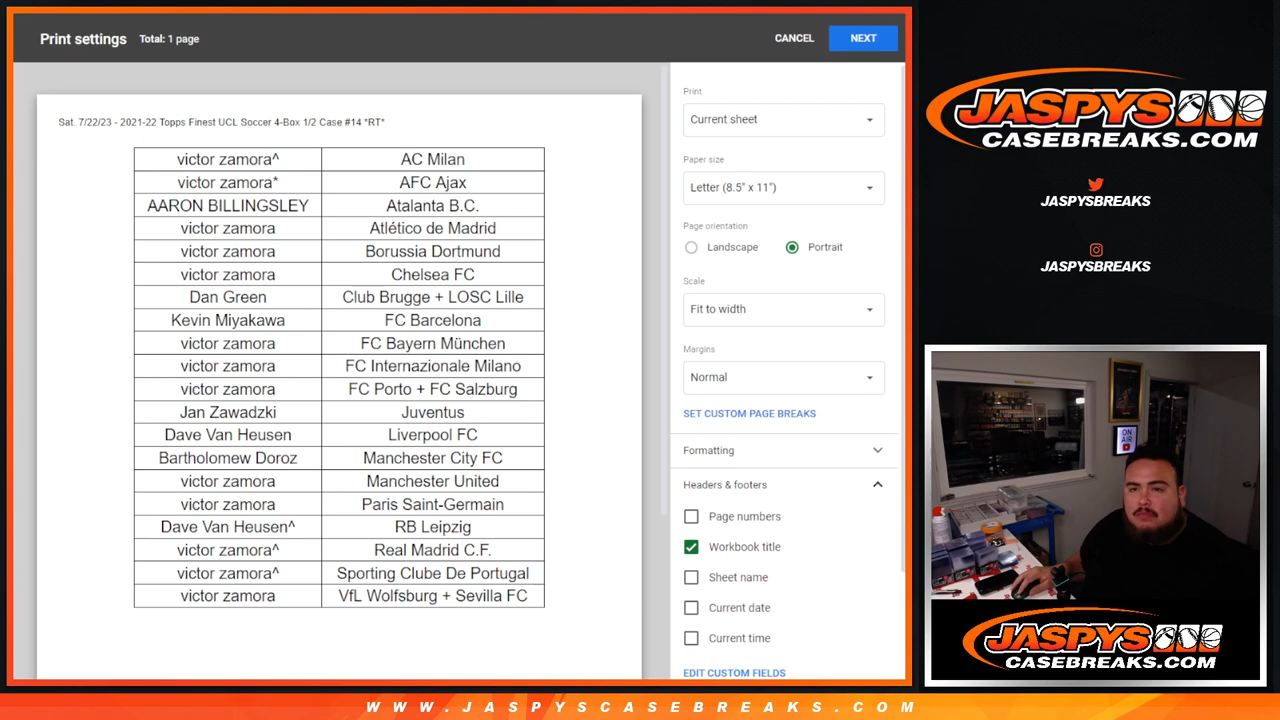 Print settings Total: 1 page CANCEL NEXT
Sat. 7/22/23 - 2021-22 Topps Finest UCL Soccer 4-Box 1/2 Case #14 *RT*
victor zamora^ AC Milan
victor zamora* AFC Ajax
AARON BILLINGSLEY Atalanta B.C.
victor zamora Atlético de Madrid
victor zamora Borussia Dortmund
victor zamora Chelsea FC
Dan Green Club Brugge + LOSC Lille
Kevin Miyakawa FC Barcelona
victor zamora FC Bayern München
victor zamora FC Internazionale Milano
victor zamora FC Porto + FC Salzburg
Jan Zawadzki Juventus
Dave Van Heusen Liverpool FC
Bartholomew Doroz Manchester City FC
victor zamora Manchester United
victor zamora Paris Saint-Germain
Dave Van Heusen^ RB Leipzig
victor zamora^ Real Madrid C.F.
victor zamora^ Sporting Clube De Portugal
victor zamora VfL Wolfsburg + Sevilla FC
Print
Current sheet
Paper size
Letter (8.5" x 11")
Page orientation
Landscape Portrait
Scale
Fit to width
Margins
Normal
SET CUSTOM PAGE BREAKS
Formatting
Headers & footers
Page numbers
Workbook title
Sheet name
Current date
Current time
EDIT CUSTOM FIELDS
JASPYS
CASEBREAKS.COM
JASPYSBREAKS
JASPYSBREAKS
ON
AIR
JASPYS
CASEBREAKS.COM
WWW.JASPYSCASEBREAKS.COM